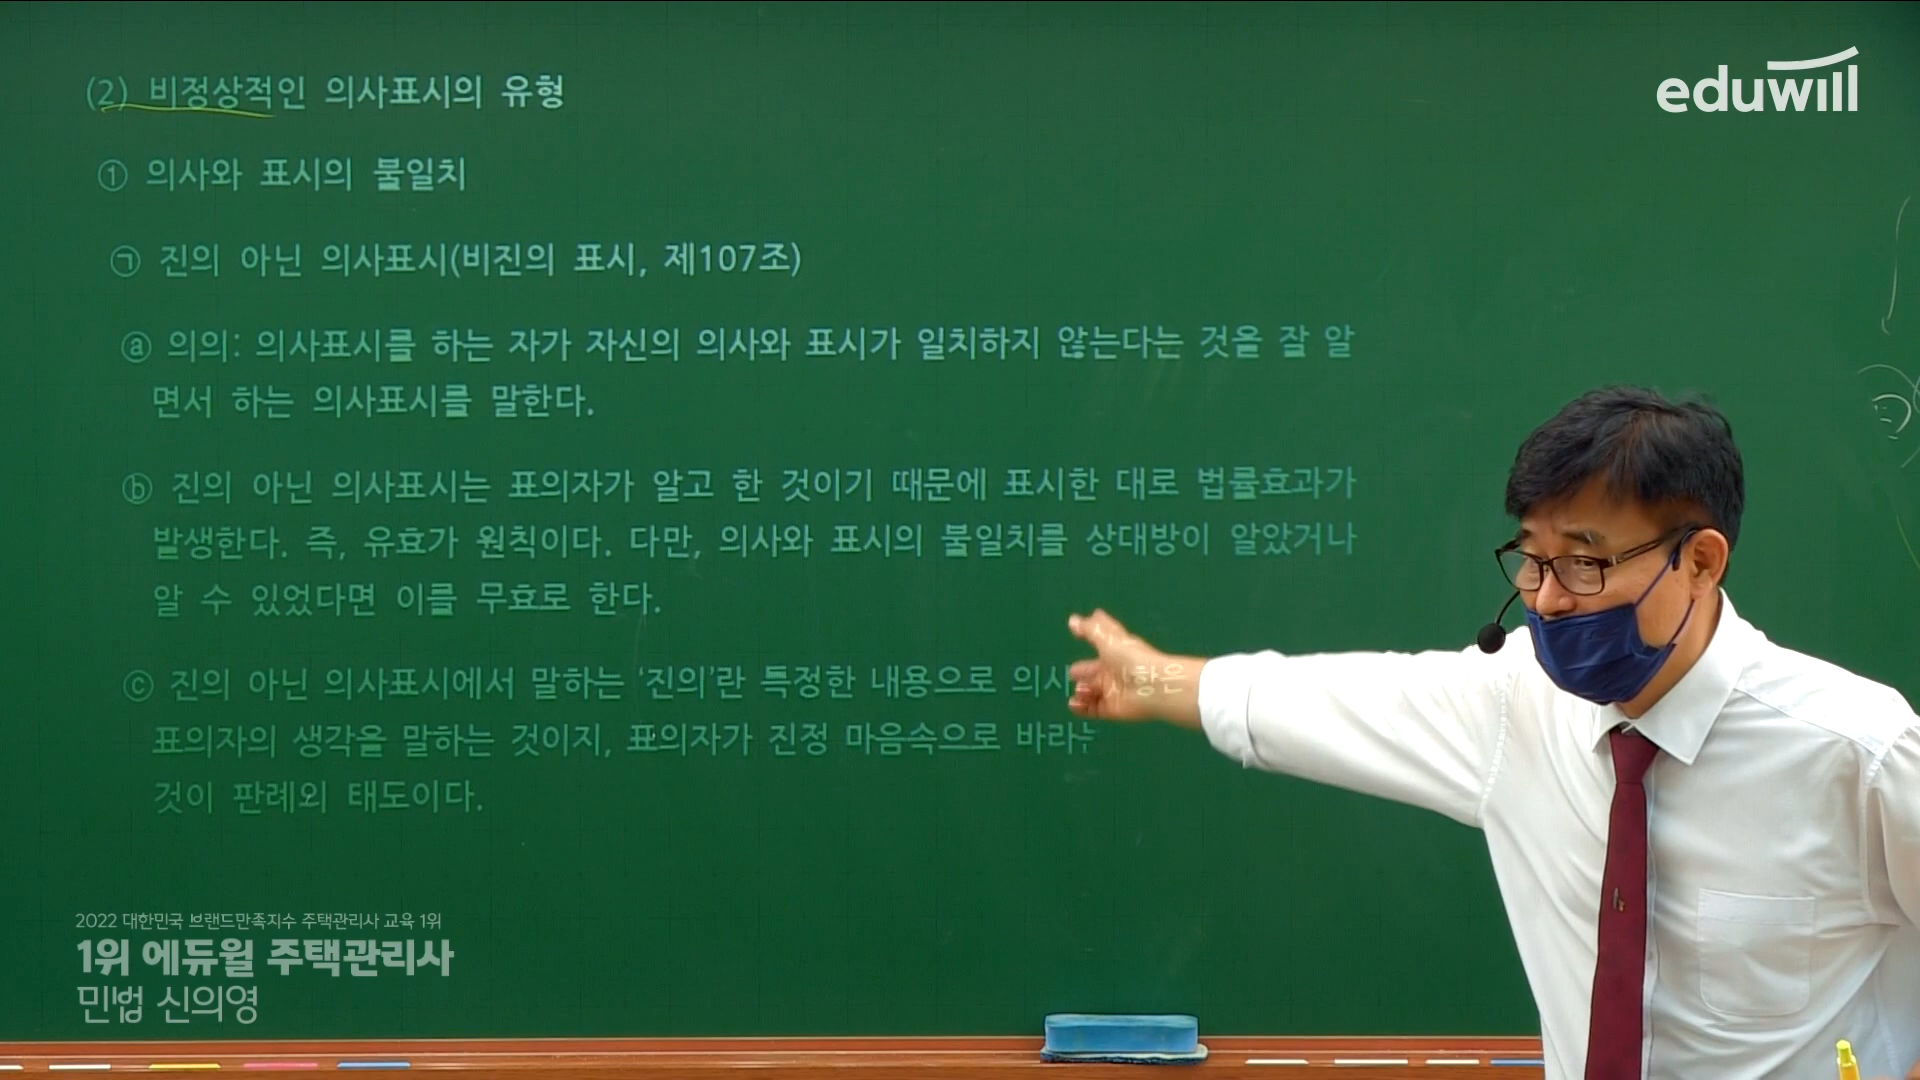 (2) 비정상적인 의사표시의 유형
eduwill
① 의사와 표시의 불일치
㉠ 진의 아닌 의사표시(비진의 표시, 제107조)
ⓐ 의의: 의사표시를 하는 자가 자신의 의사와 표시가 일치하지 않는다는 것을 잘 알
면서 하는 의사표시를 말한다.
ⓑ 진의 아닌 의사표시는 표의자가 알고 한 것이기 때문에 표시한 대로 법률효과가
발생한다. 즉, 유효가 원칙이다. 다만, 의사와 표시의 불일치를 상대방이 알았거나
알 수 있었다면 이를 무효로 한다.
ⓒ 진의 아닌 의사표시에서 말하는 ‘진의’란 특정한 내용으로 의사
표의자의 생각을 말하는 것이지, 표의자가 진정 마음속으로 바라는
것이 판례의 태도이다.
2022 대한민국 브랜드만족지수 주택관리사 교육 1위
1위 에듀윌 주택관리사
민법 신의영